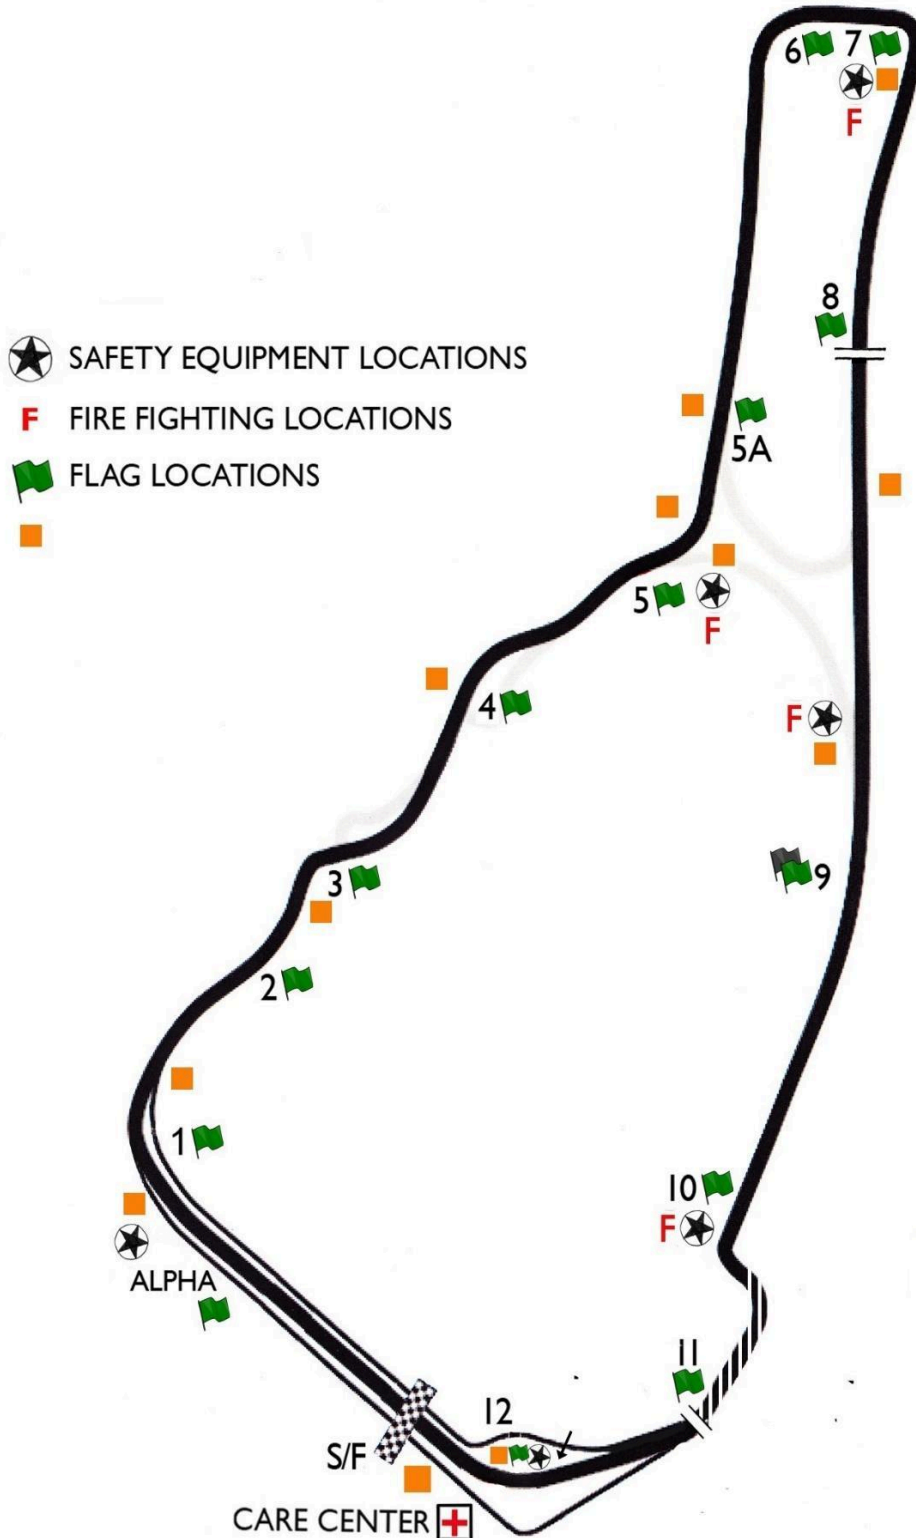 6 7
F
8
SAFETY EQUIPMENT LOCATIONS
F FIRE FIGHTING LOCATIONS
FLAG LOCATIONS
5A
5
F
4
F
3
9
2
1
10
F
ALPHA
11
12
S/F
CARE CENTER